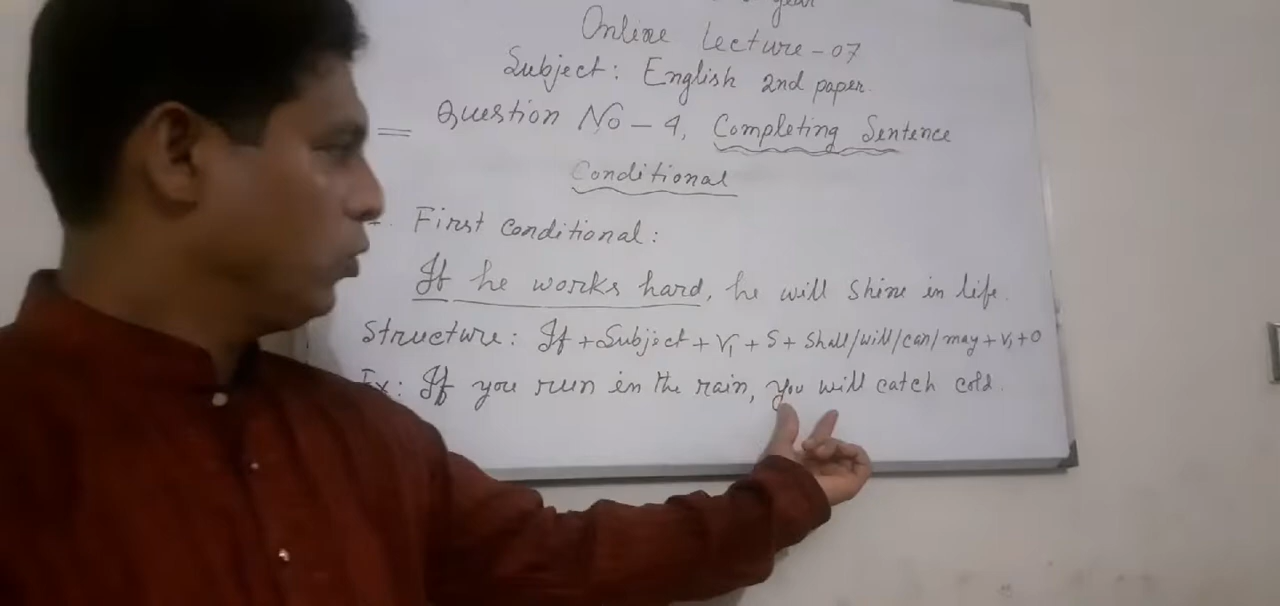 year
Online Lecture-07
Subject: English 2nd paper.
= Question No-4, Completing Sentence
Conditional
First conditional:
If he works hard, he will shine in life.
Structure: If+Subject+V1+S+Shall/will/can/may+V1+O
Ex: If you run in the rain, you will catch cold.